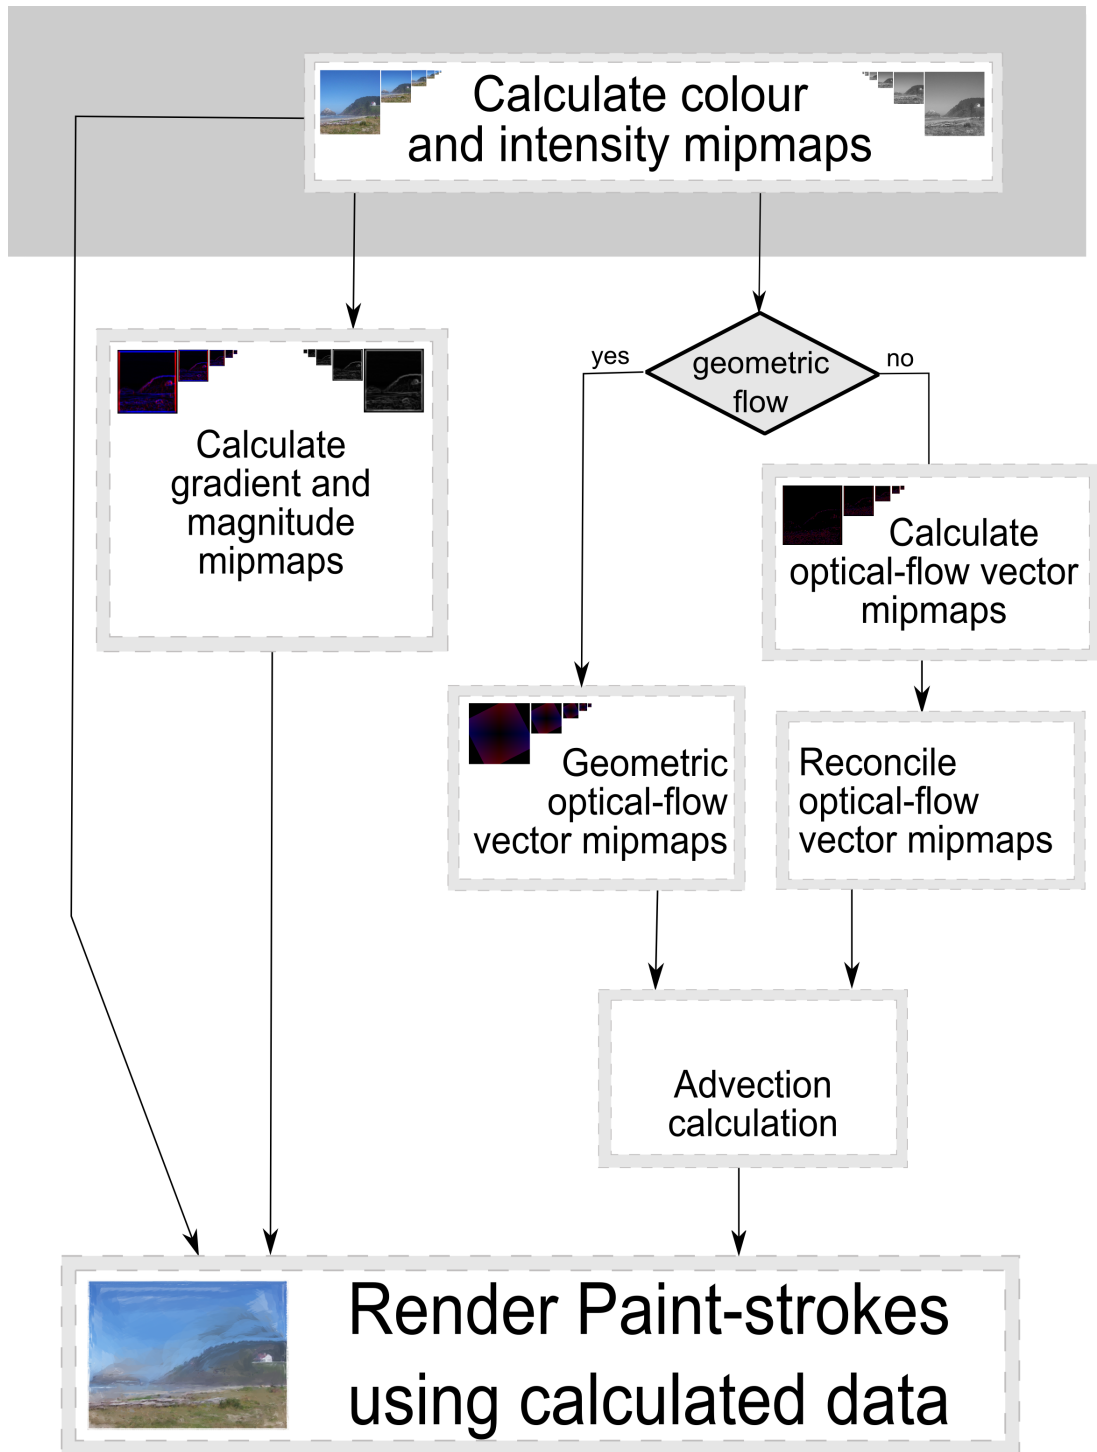 Calculate colour
and intensity mipmaps
yes
geometric
flow
no
Calculate
gradient and
magnitude
mipmaps
Calculate
optical-flow vector
mipmaps
Geometric
optical-flow
vector mipmaps
Reconcile
optical-flow
vector mipmaps
Advection
calculation
Render Paint-strokes
using calculated data